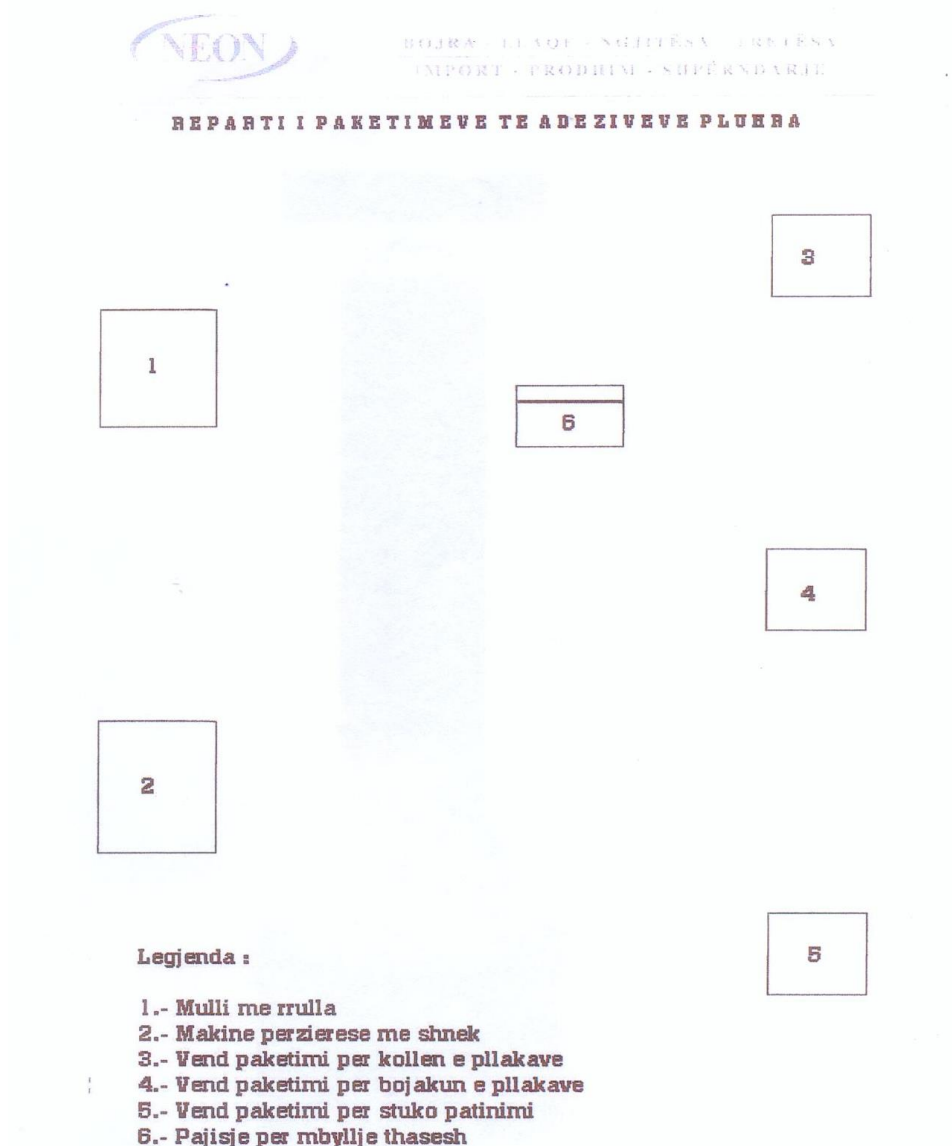 NEON
BOJRA - LLAQE - NGJITËSA - TRETËSA
IMPORT - PRODHIM - SHPËRNDARJE
REPARTI I PAKETIMEVE TE ADEZIVEVE PLUHRA
3
1
6
4
2
5
Legjenda :
1.- Mulli me rrulla
2.- Makine perzierese me shnek
3.- Vend paketimi per kollen e pllakave
4.- Vend paketimi per bojakun e pllakave
5.- Vend paketimi per stuko patinimi
6.- Pajisje per mbyllje thasesh